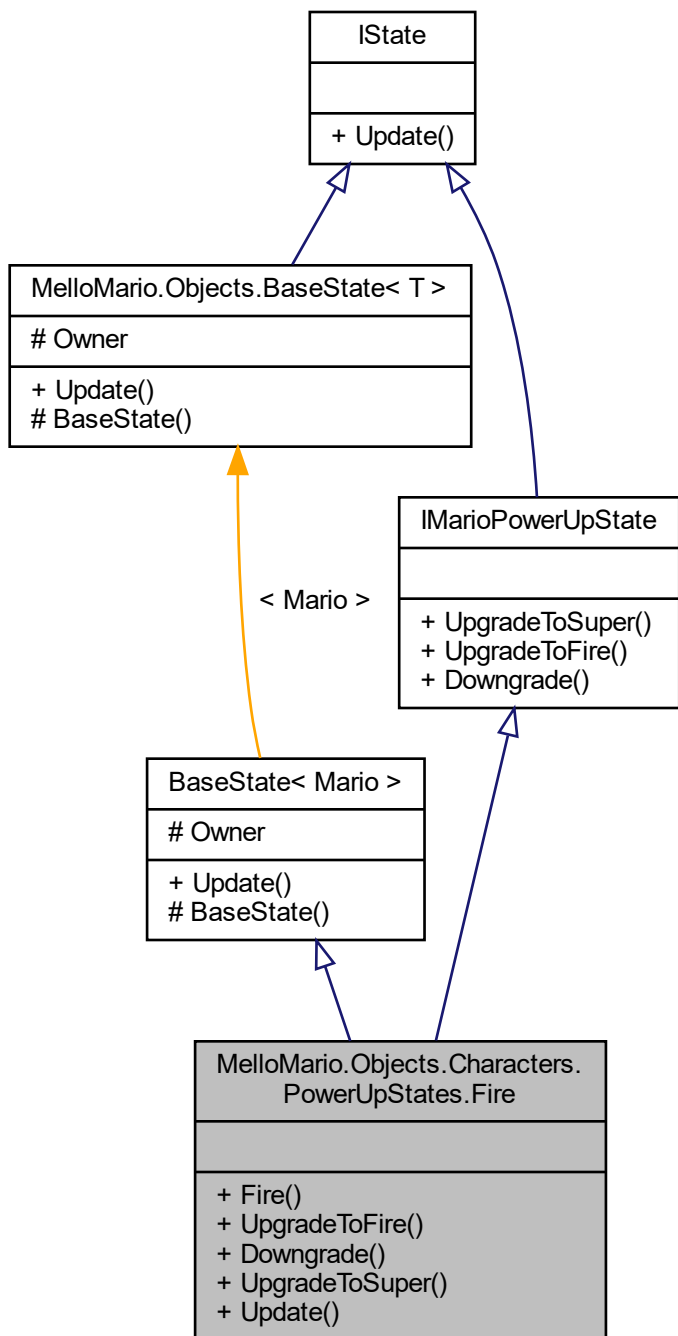 IState
+ Update()
MelloMario.Objects.BaseState< T >
# Owner
+ Update()
# BaseState()
IMarioPowerUpState
+ UpgradeToSuper()
+ UpgradeToFire()
+ Downgrade()
< Mario >
BaseState< Mario >
# Owner
+ Update()
# BaseState()
MelloMario.Objects.Characters.
PowerUpStates.Fire
+ Fire()
+ UpgradeToFire()
+ Downgrade()
+ UpgradeToSuper()
+ Update()